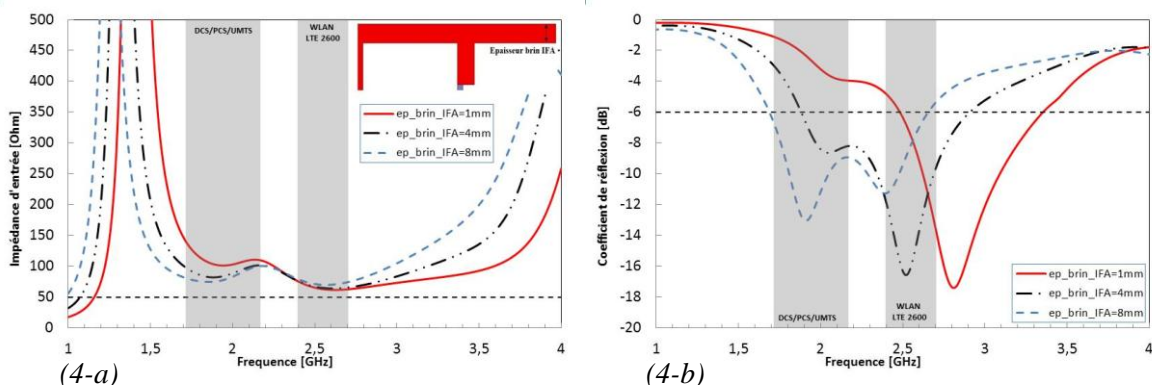 500
450
400
350
300
250
200
150
100
50
0
Impédance d'entrée [Ohm]
DCS/PCS/UMTS
WLAN
LTE 2600
Epaisseur brin IFA
ep_brin_IFA=1mm
ep_brin_IFA=4mm
ep_brin_IFA=8mm
1 1,5 2 2,5 3 3,5 4
Frequence [GHz]
(4-a)
0
-2
-4
-6
-8
-10
-12
-14
-16
-18
-20
Coefficient de réflexion [dB]
ep_brin_IFA=1mm
ep_brin_IFA=4mm
ep_brin_IFA=8mm
DCS/PCS/UMTS
WLAN
LTE 2600
1 1,5 2 2,5 3 3,5 4
Frequence [GHz]
(4-b)